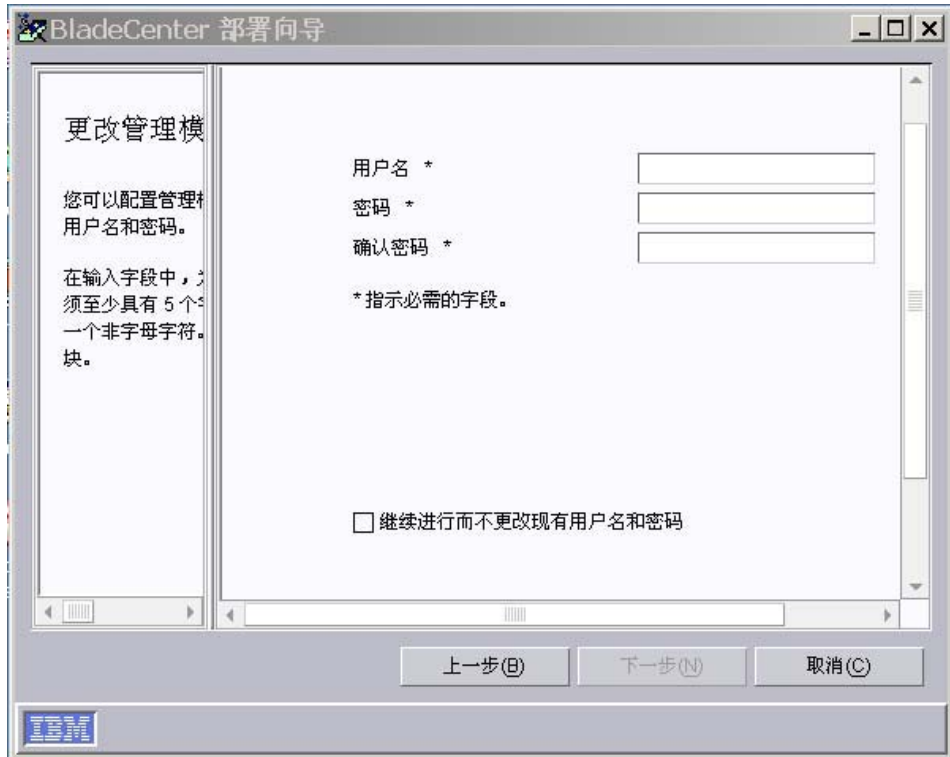 BladeCenter 部署向导
更改管理模
您可以配置管理
用户名和密码。
在输入字段中，
须至少具有 5 个
一个非字母字符。
块。
用户名 *
密码 *
确认密码 *
*指示必需的字段。
继续进行而不更改现有用户名和密码
上一步(B)
下一步(N)
取消(C)
IBM